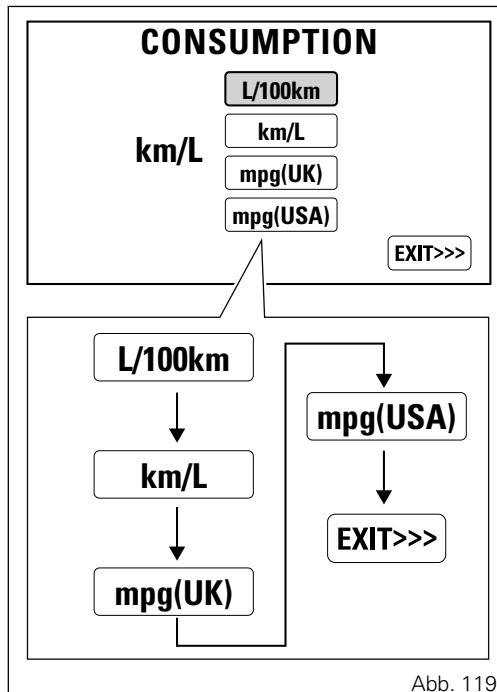 CONSUMPTION
km/L
L/100km
km/L
mpg(UK)
mpg(USA)
EXIT>>>
L/100km
km/L
mpg(UK)
mpg(USA)
EXIT>>>
Abb. 119